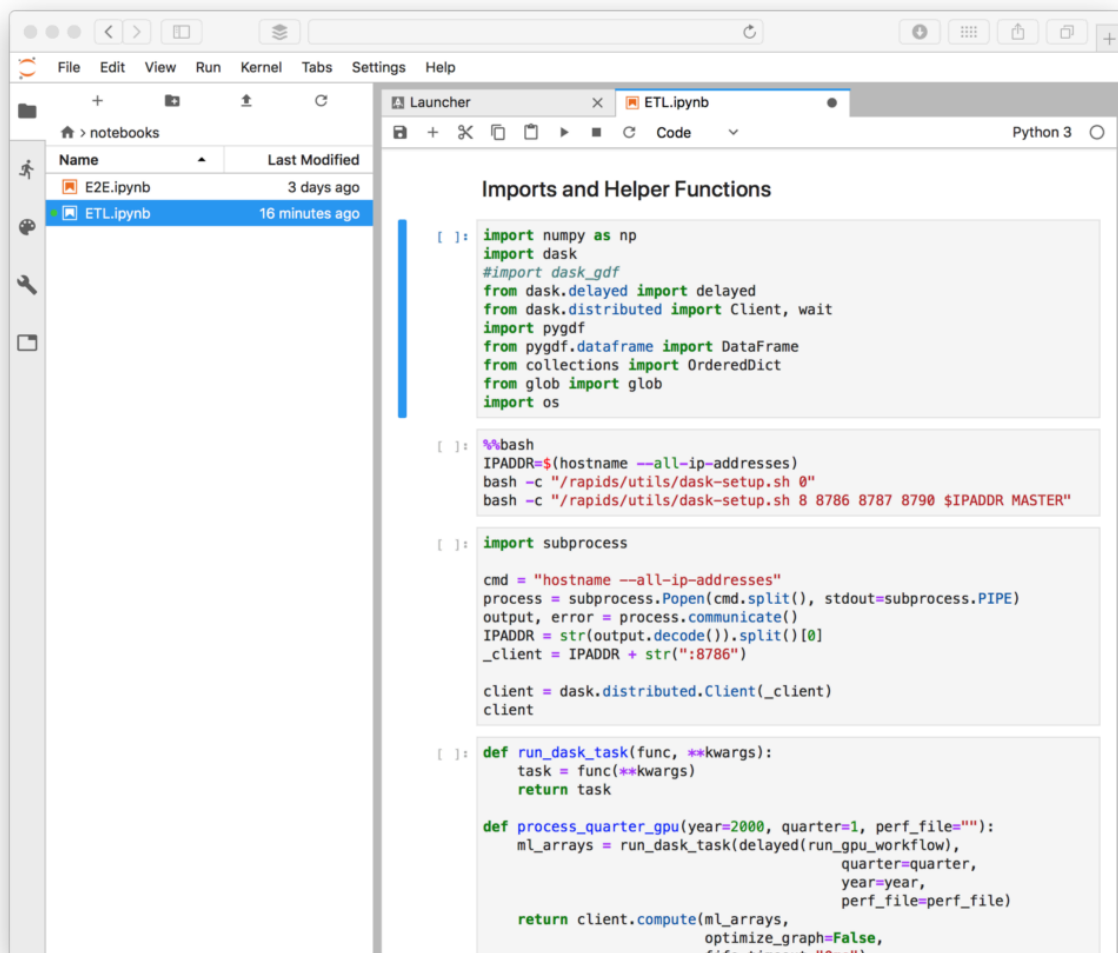 File Edit View Run Kernel Tabs Settings Help
Launcher
ETL.ipynb
notebooks
Code
Python 3
Name Last Modified
E2E.ipynb 3 days ago
ETL.ipynb 16 minutes ago
Imports and Helper Functions
[ ]: import numpy as np
import dask
#import dask_gdf
from dask.delayed import delayed
from dask.distributed import Client, wait
import pygdf
from pygdf.dataframe import DataFrame
from collections import OrderedDict
from glob import glob
import os
[ ]: %%bash
IPADDR=$(hostname --all-ip-addresses)
bash -c "/rapids/utils/dask-setup.sh 0"
bash -c "/rapids/utils/dask-setup.sh 8 8786 8787 8790 $IPADDR MASTER"
[ ]: import subprocess
cmd = "hostname --all-ip-addresses"
process = subprocess.Popen(cmd.split(), stdout=subprocess.PIPE)
output, error = process.communicate()
IPADDR = str(output.decode()).split()[0]
_client = IPADDR + str(":8786")
client = dask.distributed.Client(_client)
client
[ ]: def run_dask_task(func, **kwargs):
    task = func(**kwargs)
    return task
def process_quarter_gpu(year=2000, quarter=1, perf_file=""):
    ml_arrays = run_dask_task(delayed(run_gpu_workflow),
                              quarter=quarter,
                              year=year,
                              perf_file=perf_file)
    return client.compute(ml_arrays,
                          optimize_graph=False,